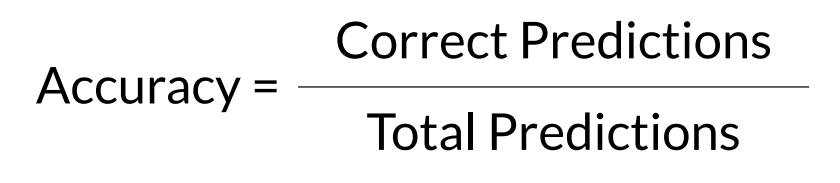 Correct Predictions
Accuracy =
Total Predictions